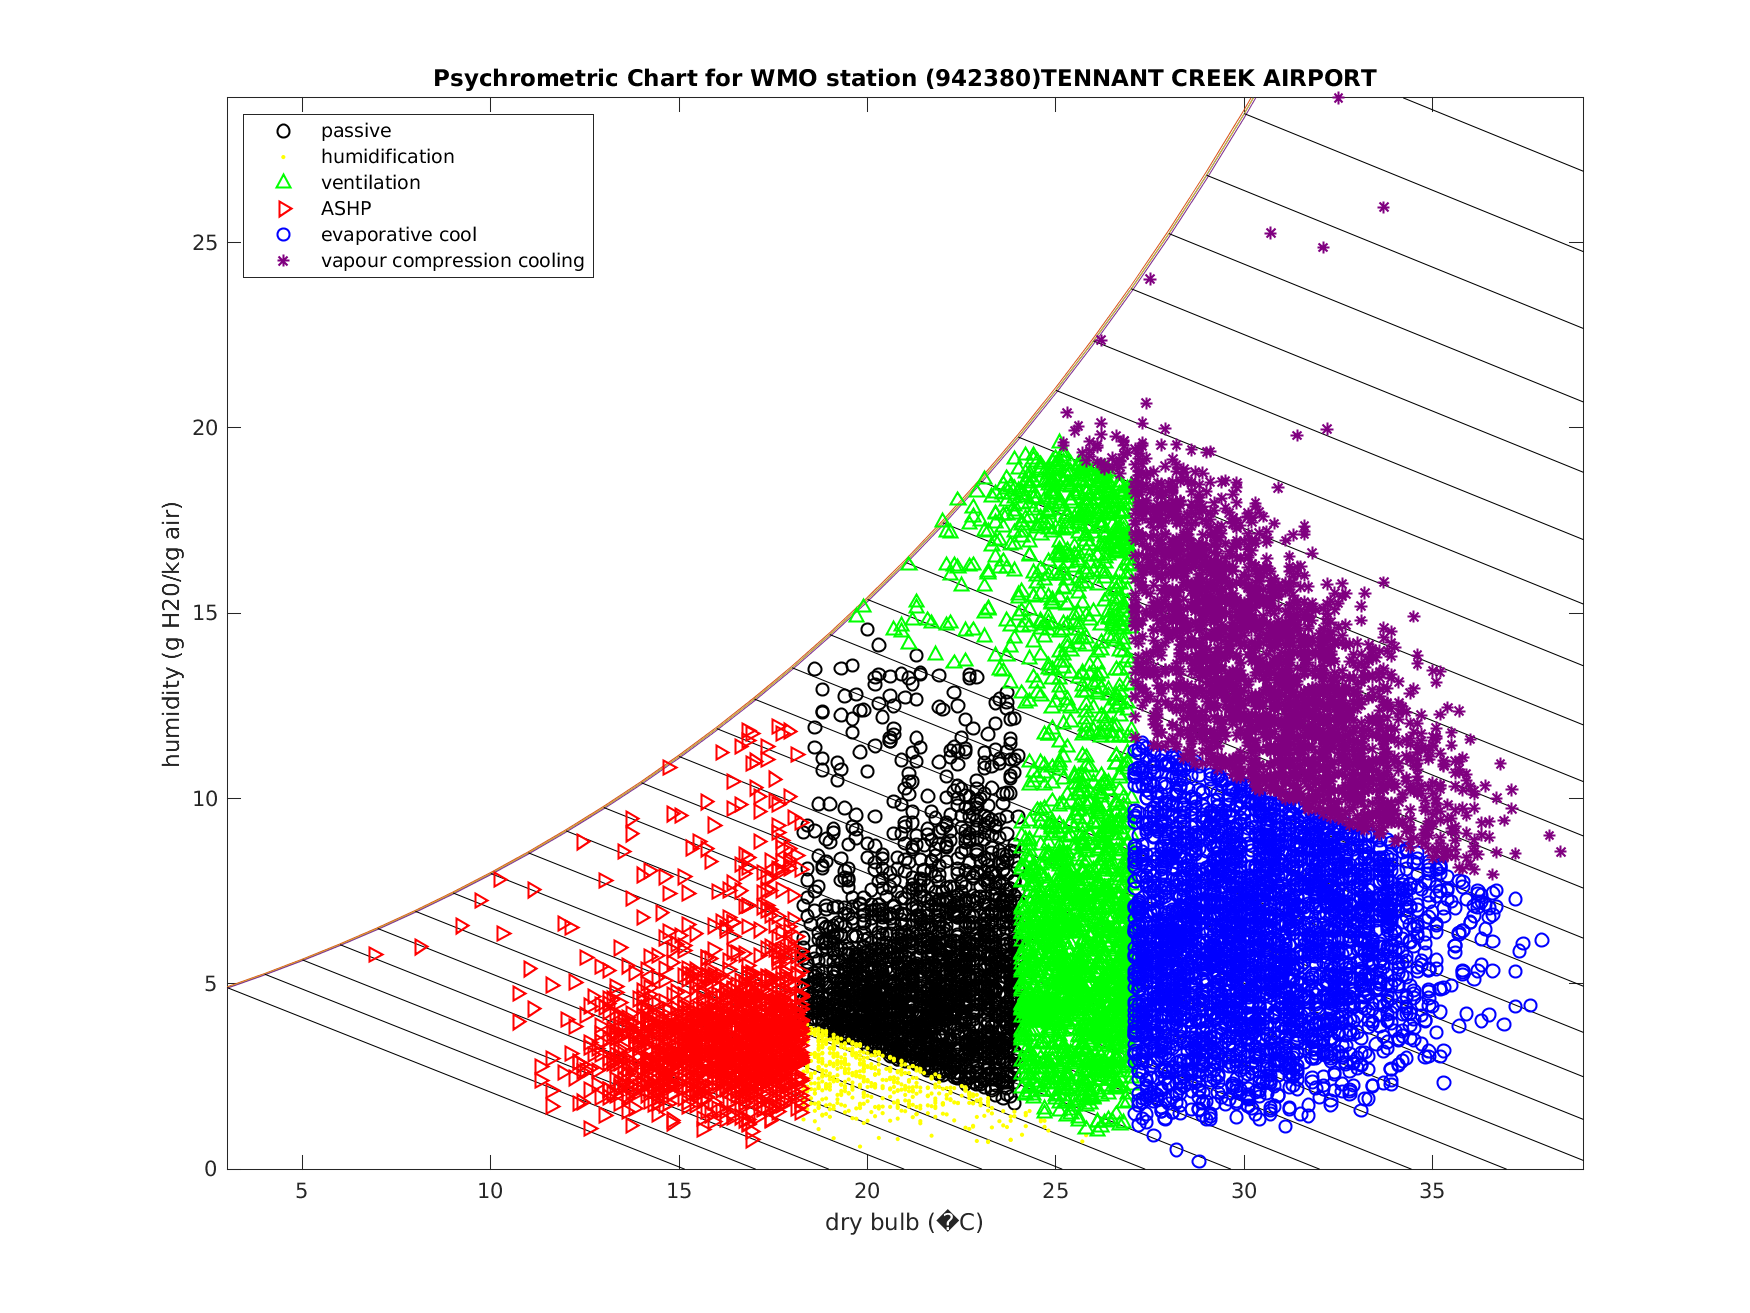 Psychrometric Chart for WMO station (942380)TENNANT CREEK AIRPORT
passive
humidification
ventilation
ASHP
evaporative cool
vapour compression cooling
25
20
15
10
5
0
humidity (g H20/kg air)
5 10 15 20 25 30 35
dry bulb (�C)